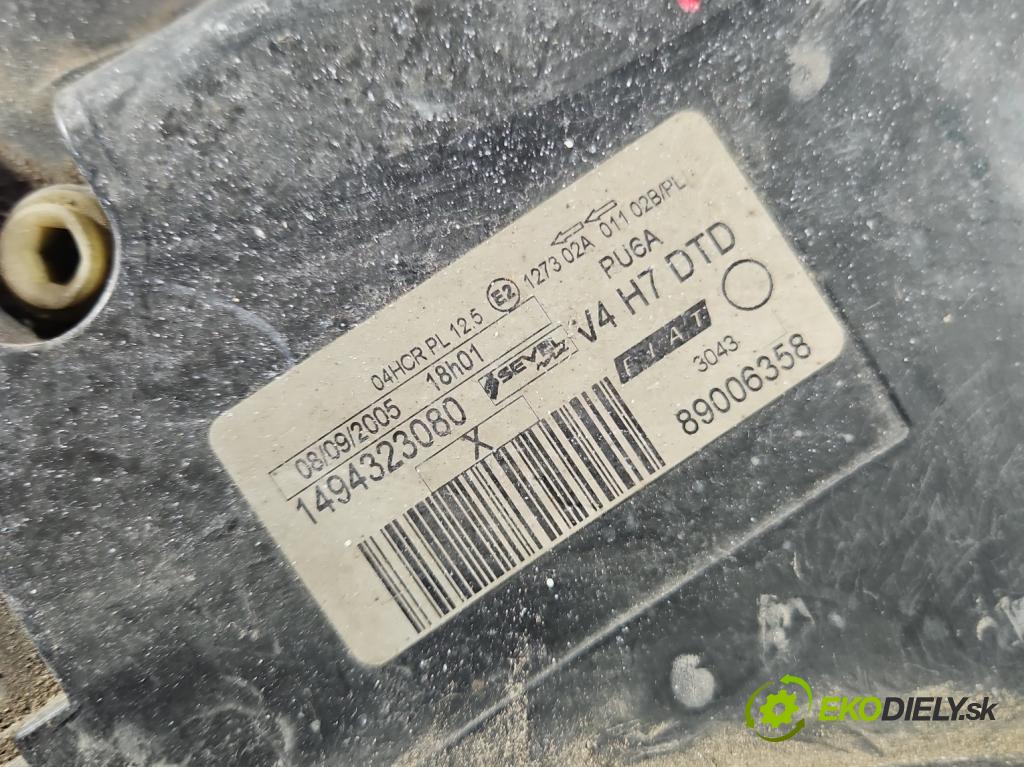 04HCR PL 12.5 E2 1273 02A 011 02B/PL
08/09/2005 18h01 PU6A
1494323080 SEVEL V4 H7 DTD
X FIAT
3043
89006358
EKODIELY.sk